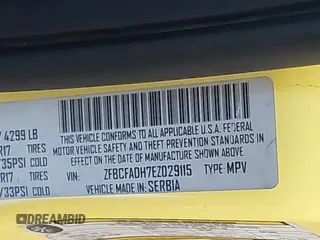 / 4299 LB
R17 TIRES
/35PSI COLD
R17
/33PSI COLD
THIS VEHICLE CONFORMS TO ALL APPLICABLE U.S.A. FEDERAL
MOTOR VEHICLE SAFETY AND THEFT PREVENTION STANDARDS
IN EFFECT ON THE DATE OF MANUFACTURE SHOWN ABOVE.
VIN: ZFBCFADH7EZ029115 TYPE: MPV
MADE IN: SERBIA
DREAMBID